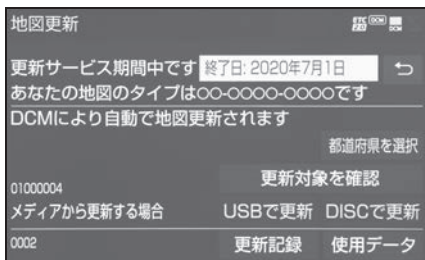 地図更新
更新サービス期間中です 終了日: 2020年7月1日
あなたの地図のタイプは○○-○○○○-○○○○です
DCMにより自動で地図更新されます
都道府県を選択
更新対象を確認
01000004
メディアから更新する場合 USBで更新 DISCで更新
0002 更新記録 使用データ